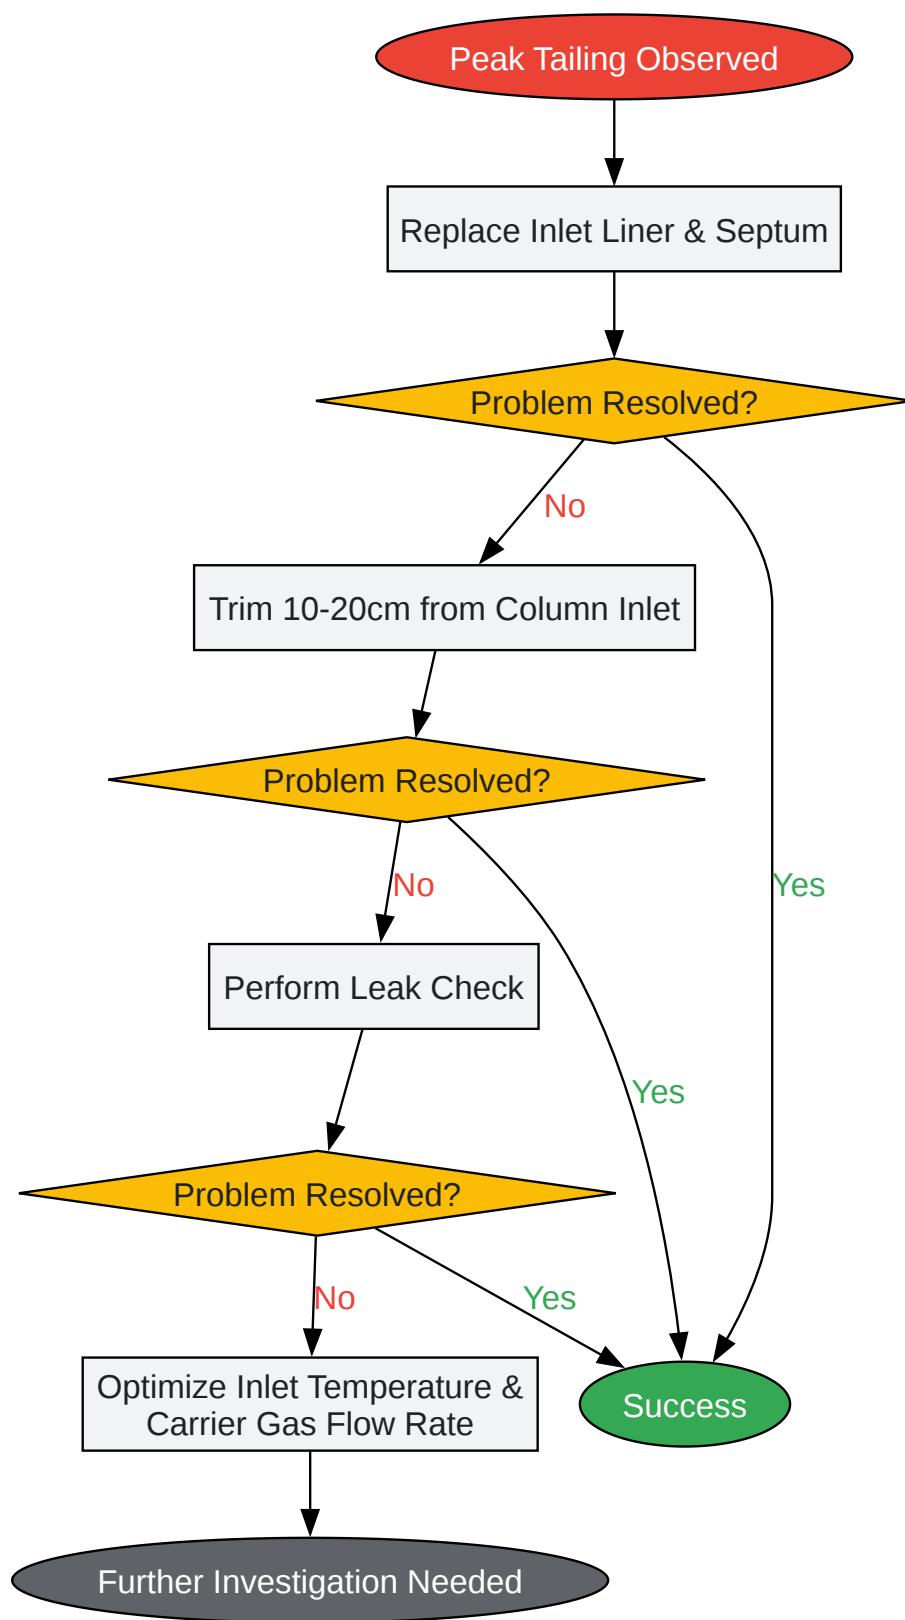 Peak Tailing Observed
Replace Inlet Liner & Septum
Problem Resolved?
No
Trim 10-20cm from Column Inlet
Problem Resolved?
No
Yes
Perform Leak Check
Yes
Problem Resolved?
No
Yes
Optimize Inlet Temperature &
Carrier Gas Flow Rate
Success
Further Investigation Needed